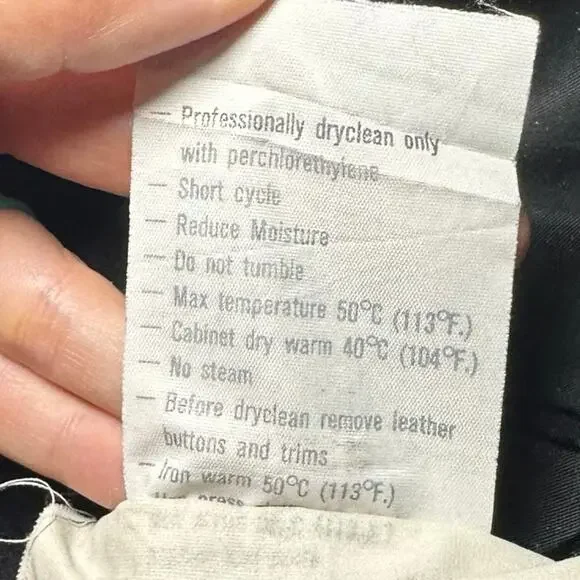 — Professionally dryclean only
with perchlorethylene
— Short cycle
— Reduce Moisture
— Do not tumble
— Max temperature 50°C (113°F.)
— Cabinet dry warm 40°C (104°F.)
— No steam
— Before dryclean remove leather
buttons and trims
— Iron warm 50°C (113°F.)
press